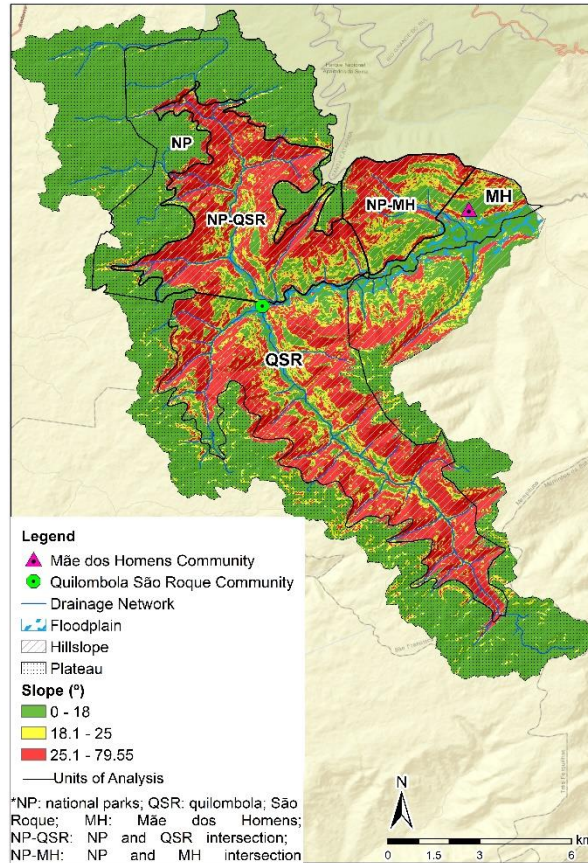 NP
NP-QSR
NP-MH
MH
QSR
Legend
Mãe dos Homens Community
Quilombola São Roque Community
Drainage Network
Floodplain
Hillslope
Plateau
Slope (º)
0 - 18
18.1 - 25
25.1 - 79.55
Units of Analysis
*NP: national parks; QSR: quilombola; São
Roque; MH: Mãe dos Homens;
NP-QSR: NP and QSR intersection;
NP-MH: NP and MH intersection
N
0 1.5 3 6
km